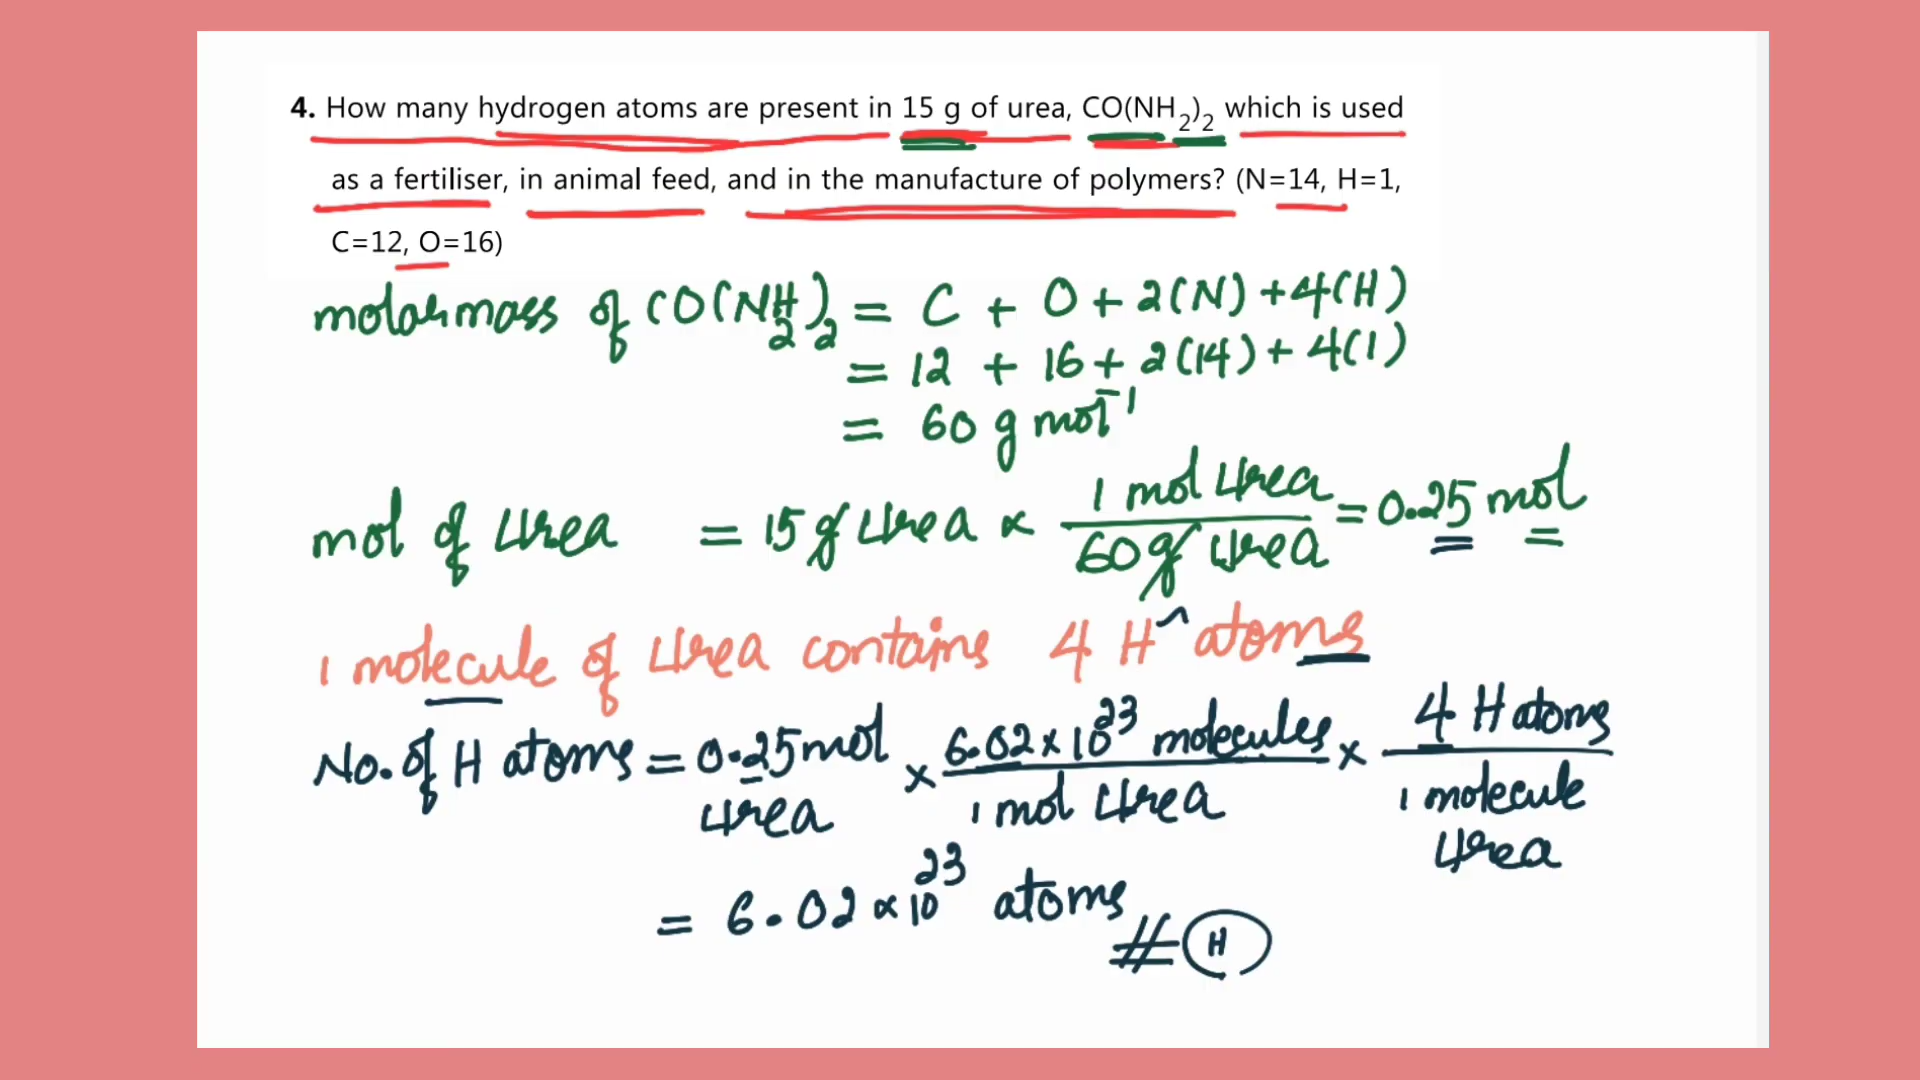 4. How many hydrogen atoms are present in 15 g of urea, CO(NH₂)₂ which is used
as a fertiliser, in animal feed, and in the manufacture of polymers? (N=14, H=1,
C=12, O=16)
molar mass of CO(NH₂)₂ = C + O + 2(N) + 4(H)
= 12 + 16 + 2(14) + 4(1)
= 60 g mol⁻¹
mol of urea = 15 g urea × 1 mol urea / 60 g urea = 0.25 mol
1 molecule of urea contains 4 H atoms
No. of H atoms = 0.25 mol urea × 6.02 × 10²³ molecules / 1 mol urea × 4 H atoms / 1 molecule urea
= 6.02 × 10²³ atoms # H